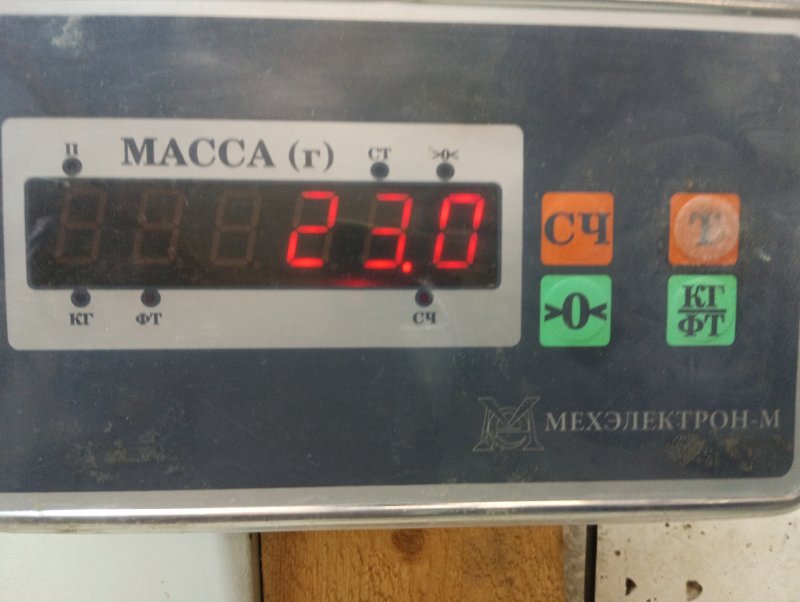 П МАССА (г) СТ >0<
23.0
КГ ФТ СЧ
СЧ Т
>0< КГ
ФТ
МЕХЭЛЕКТРОН-М